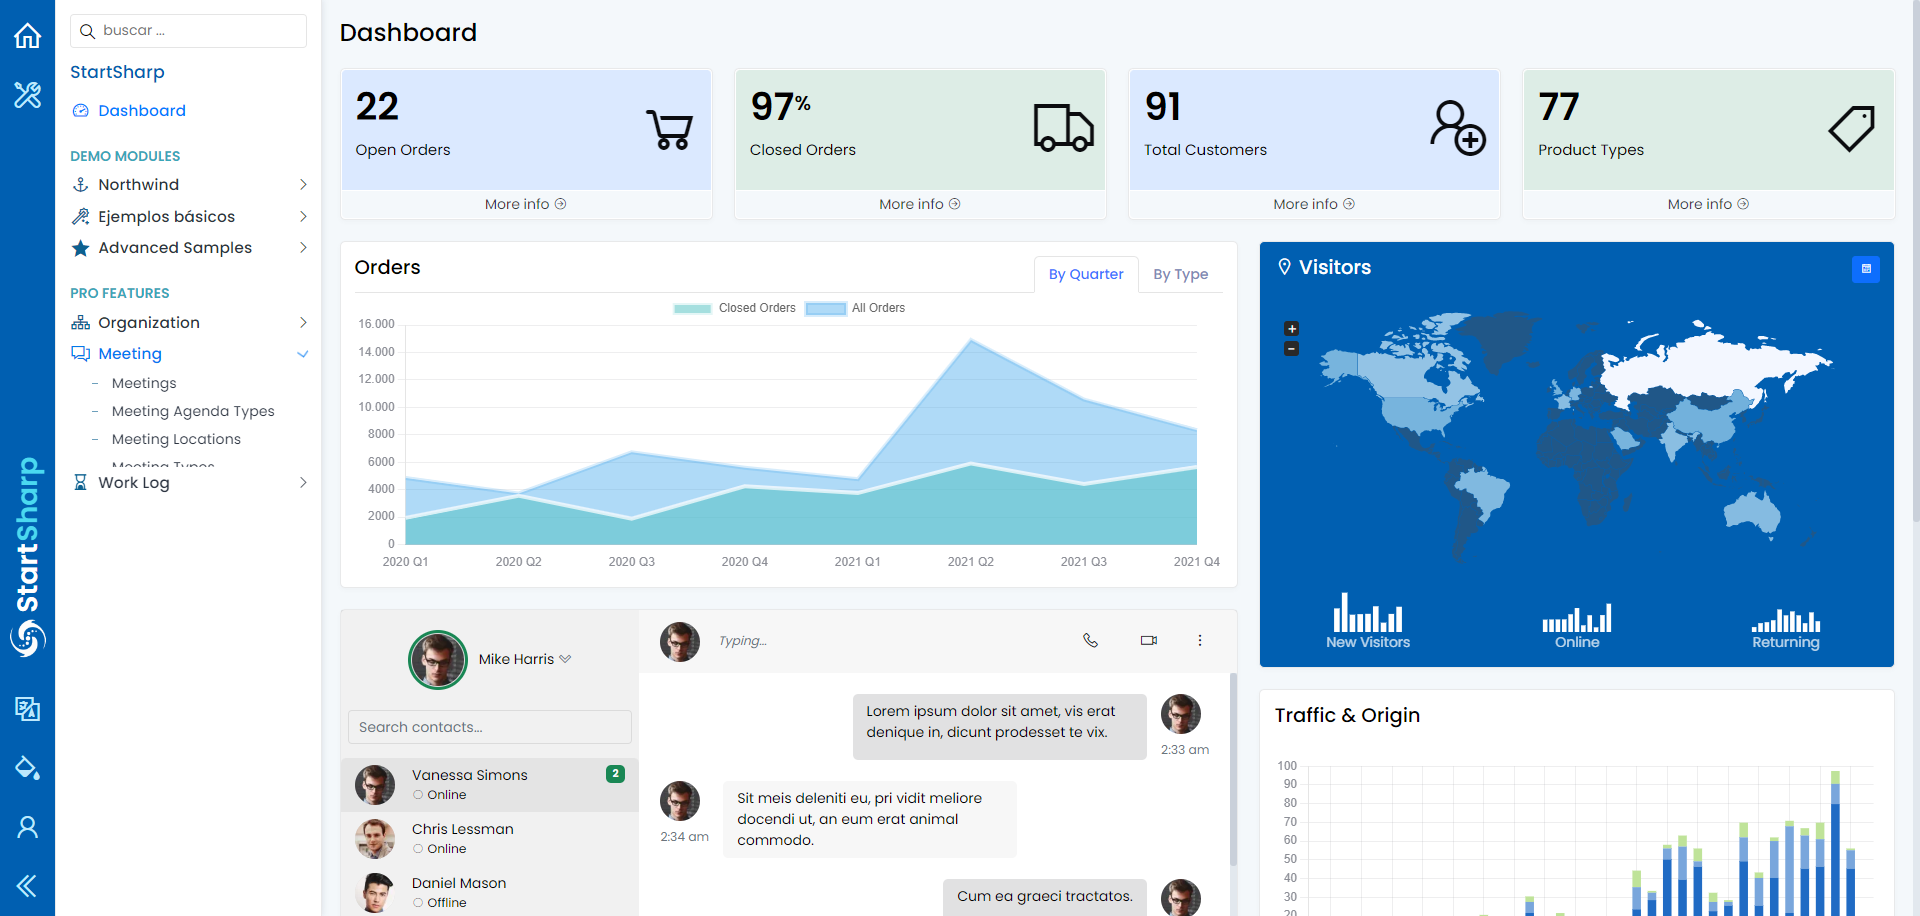 buscar ...
StartSharp
Dashboard
DEMO MODULES
Northwind
Ejemplos básicos
Advanced Samples
PRO FEATURES
Organization
Meeting
Meetings
Meeting Agenda Types
Meeting Locations
Meeting Types
Work Log
StartSharp
Dashboard
22
Open Orders
More info
97%
Closed Orders
More info
91
Total Customers
More info
77
Product Types
More info
Orders
By Quarter
By Type
Closed Orders
All Orders
16.000
14.000
12.000
10.000
8000
6000
4000
2000
0
2020 Q1
2020 Q2
2020 Q3
2020 Q4
2021 Q1
2021 Q2
2021 Q3
2021 Q4
Visitors
+
-
New Visitors
Online
Returning
Mike Harris
Search contacts...
Vanessa Simons
2
Online
Chris Lessman
Online
Daniel Mason
Offline
Typing...
Lorem ipsum dolor sit amet, vis erat
denique in, dicunt prodesset te vix.
2:33 am
Sit meis deleniti eu, pri vidit meliore
docendi ut, an eum erat animal
commodo.
2:34 am
Cum ea graeci tractatos.
Traffic & Origin
100
90
80
70
60
50
40
30
20